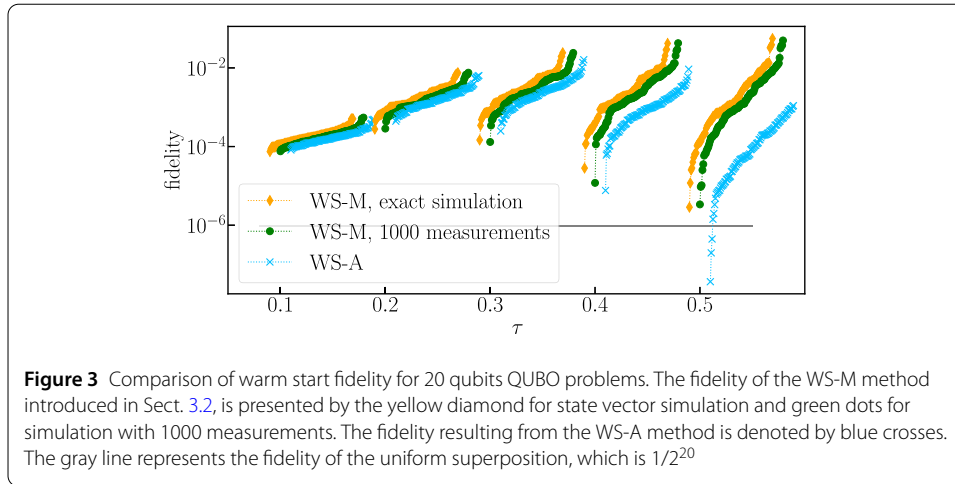 10⁻²
10⁻⁴
10⁻⁶
fidelity
WS-M, exact simulation
WS-M, 1000 measurements
WS-A
0.1 0.2 0.3 0.4 0.5
τ
Figure 3 Comparison of warm start fidelity for 20 qubits QUBO problems. The fidelity of the WS-M method
introduced in Sect. 3.2, is presented by the yellow diamond for state vector simulation and green dots for
simulation with 1000 measurements. The fidelity resulting from the WS-A method is denoted by blue crosses.
The gray line represents the fidelity of the uniform superposition, which is 1/2²⁰